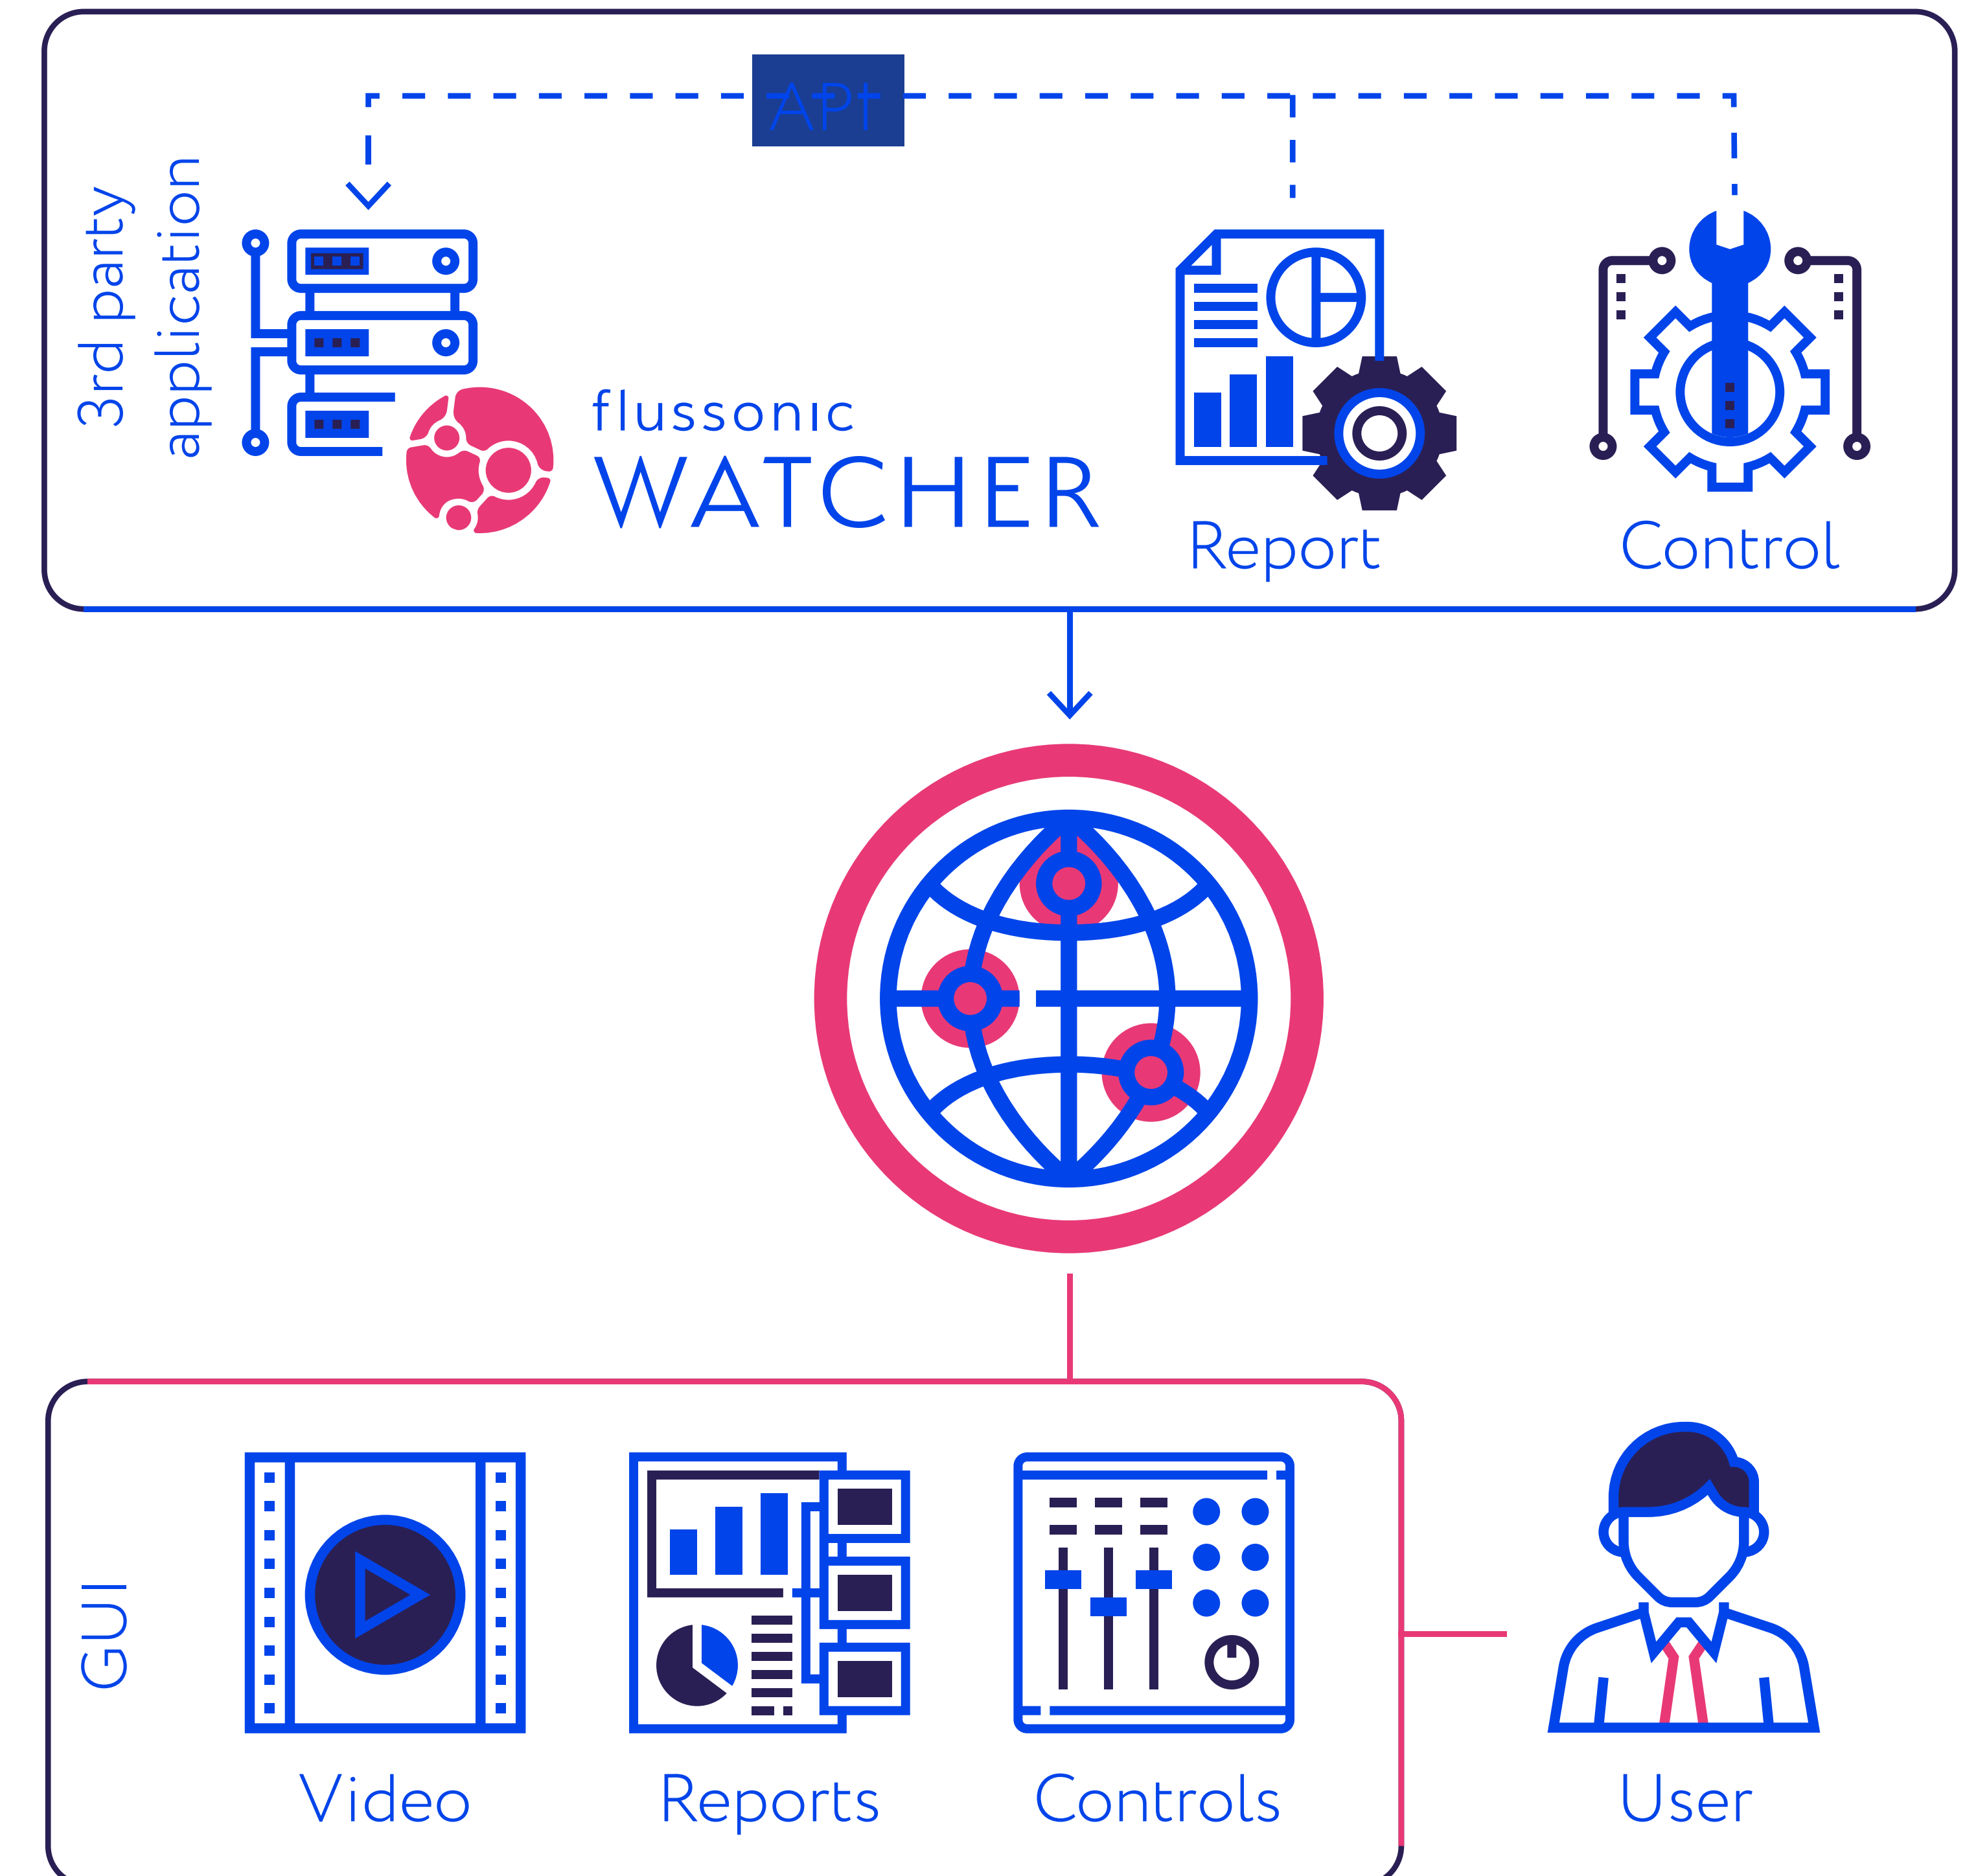 API
3rd party
application
flussonic
WATCHER
Report
Control
GUI
Video
Reports
Controls
User